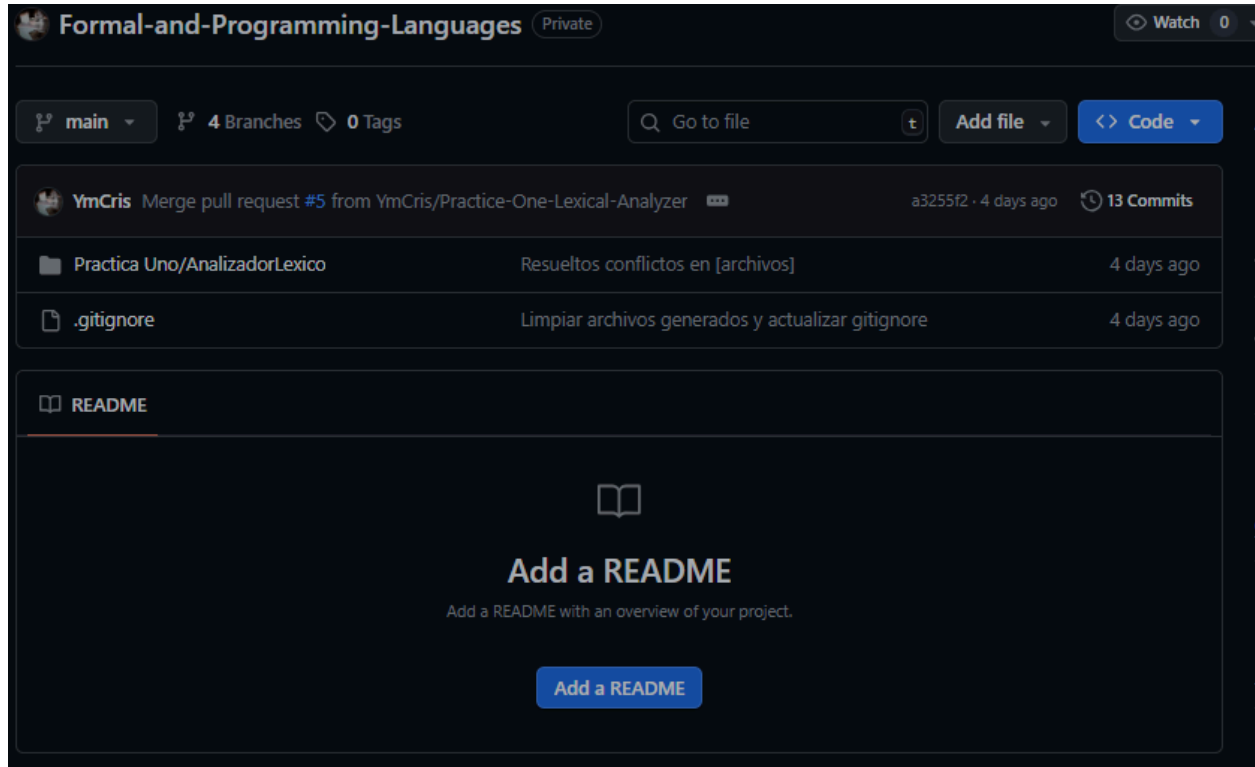 Formal-and-Programming-Languages Private Watch 0
main 4 Branches 0 Tags Go to file t Add file Code
YmCris Merge pull request #5 from YmCris/Practice-One-Lexical-Analyzer a3255f2 · 4 days ago 13 Commits
Practica Uno/AnalizadorLexico Resueltos conflictos en [archivos] 4 days ago
.gitignore Limpiar archivos generados y actualizar gitignore 4 days ago
README
Add a README
Add a README with an overview of your project.
Add a README